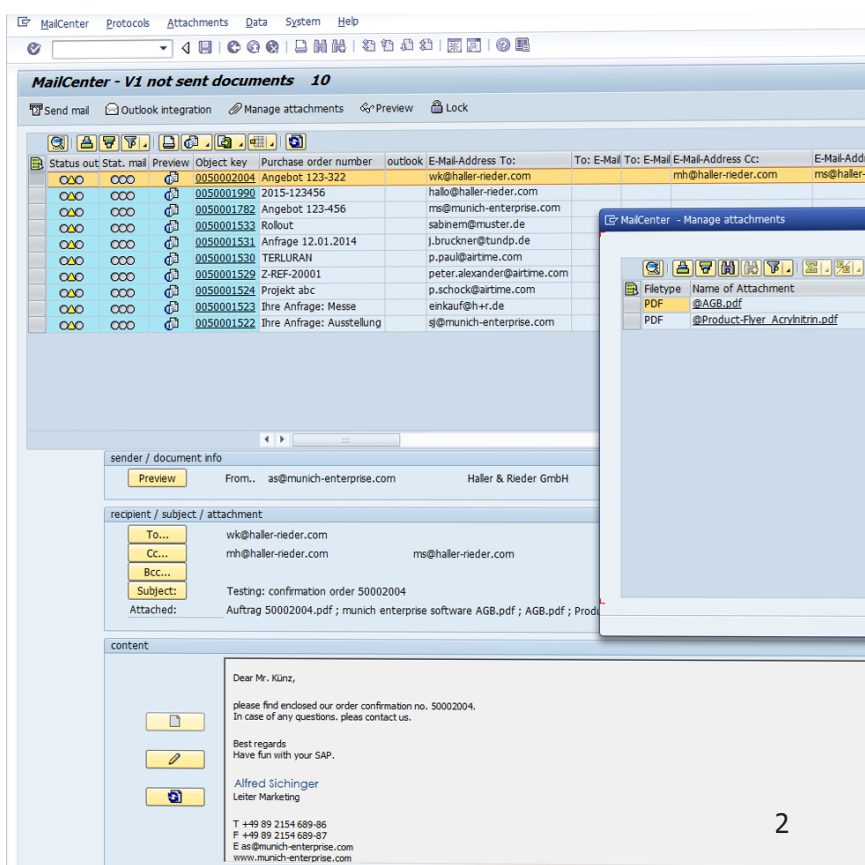 MailCenter Protocols Attachments Data System Help
MailCenter - V1 not sent documents 10
Send mail Outlook integration Manage attachments Preview Lock
Status out Stat. mail Preview Object key Purchase order number outlook E-Mail-Address To: To: E-Mail To: E-Mail E-Mail-Address Cc: E-Mail-Addr
0050002004 Angebot 123-322 wk@haller-rieder.com mh@haller-rieder.com ms@haller-
0050001990 2015-123456 hallo@haller-rieder.com
0050001782 Angebot 123-456 ms@munich-enterprise.com
0050001533 Rollout sabinem@muster.de
0050001531 Anfrage 12.01.2014 j.bruckner@tundp.de
0050001530 TERLURAN p.paul@airtime.com
0050001529 Z-REF-20001 peter.alexander@airtime.com
0050001524 Projekt abc p.schock@airtime.com
0050001523 Ihre Anfrage: Messe einkauf@h+r.de
0050001522 Ihre Anfrage: Ausstellung sj@munich-enterprise.com
MailCenter - Manage attachments
Filetype Name of Attachment
PDF @AGB.pdf
PDF @Product-Flyer_Acrylnitrin.pdf
sender / document info
Preview From.. as@munich-enterprise.com Haller & Rieder GmbH
recipient / subject / attachment
To... wk@haller-rieder.com
Cc... mh@haller-rieder.com ms@haller-rieder.com
Bcc...
Subject: Testing: confirmation order 50002004
Attached: Auftrag 50002004.pdf ; munich enterprise software AGB.pdf ; AGB.pdf ; Produ
content
Dear Mr. Künz,
please find enclosed our order confirmation no. 50002004.
In case of any questions. pleas contact us.
Best regards
Have fun with your SAP.
Alfred Sichinger
Leiter Marketing
T +49 89 2154 689-86
F +49 89 2154 689-87
E as@munich-enterprise.com
www.munich-enterprise.com
2